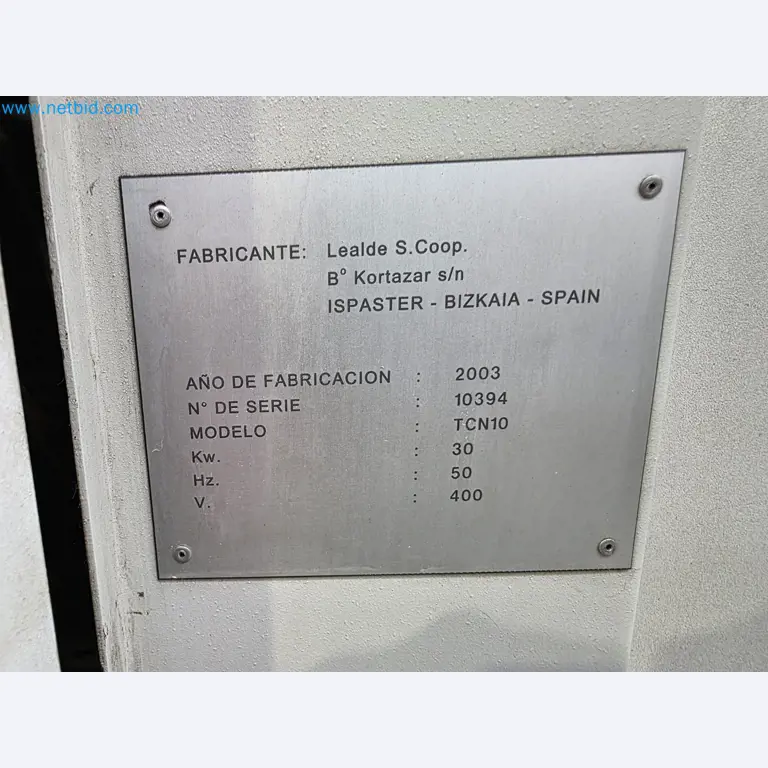 www.netbid.com
FABRICANTE: Lealde S.Coop.
Bº Kortazar s/n
ISPASTER - BIZKAIA - SPAIN
AÑO DE FABRICACION : 2003
N° DE SERIE : 10394
MODELO : TCN10
Kw. : 30
Hz. : 50
V. : 400